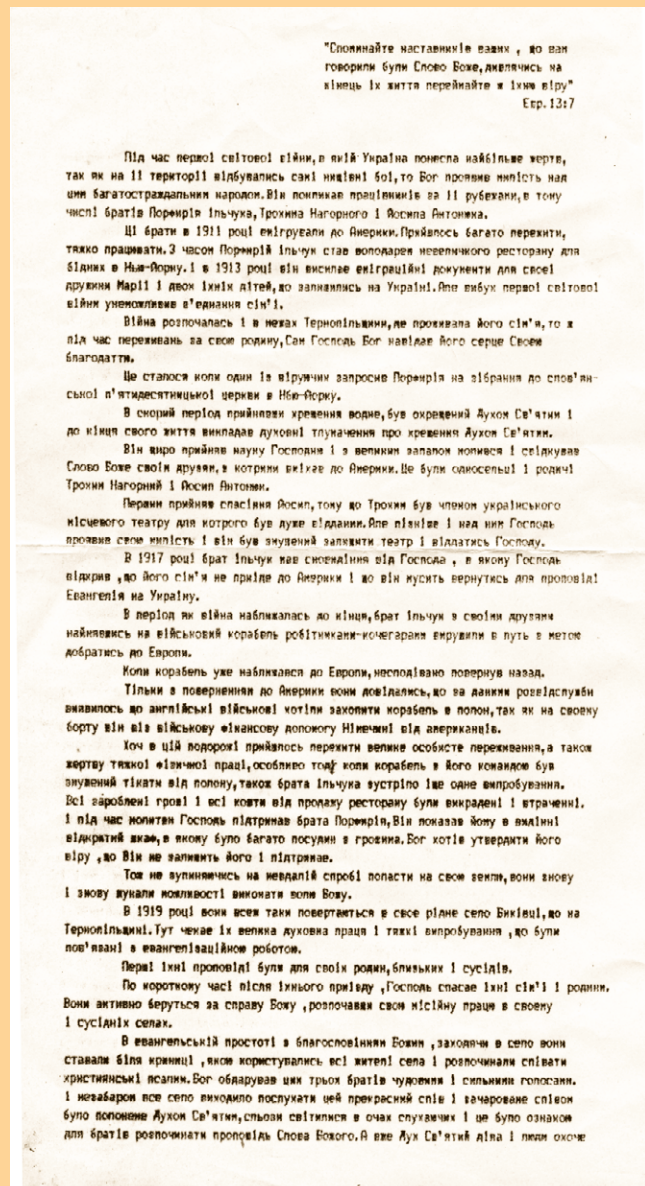 "Споминайте наставників ваших , що вам
говорили були Слово Боже,дивлячись на
кінець їх життя переймайте ж їхню віру"
Євр.13:7
Під час першої світової війни,в якій Україна понесла найбільше жертв,
так як на її території відбувались самі нищівні бої,то Бог проявив милість над
цим багатостраждальним народом.Він покликав працівників за її рубежами,в тому
числі братів Порфирія Ільчука,Трохима Нагорного і Йосипа Антонюка.
Ці брати в 1911 році емігрували до Америки.Прийшлось багато пережити,
тяжко працювати.З часом Порфирій Ільчук став володарем невеличкого ресторану для
бідних в Нью-Йорку.І в 1913 році він висилає еміграційні документи для своєї
дружини Марії і двох їхніх дітей,що залишились на Україні.Але вибух першої світової
війни унеможливив з'єднання сім'ї.
Війна розпочалась і в межах Тернопільщини,де проживала його сім'я,то ж
під час переживань за свою родину,Сам Господь Бог навідав його серце Своєю
благодаттю.
Це сталося коли один із віруючих запросив Порфирія на зібрання до слов'ян-
ської п'ятидесятницької церкви в Нью-Йорку.
В скорий період прийнявши хрещення водне,був охрещений Духом Св'ятим і
до кінця свого життя викладав духовні тлумачення про хрещення Духом Св'ятим.
Він щиро прийняв науку Господню і з великим запалом молився і свідкував
Слово Боже своїм друзям,з котрими виїхав до Америки.Це були односельці і родичі
Трохим Нагорний і Йосип Антонюк.
Першим прийняв спасіння Йосип,тому що Трохим був членом українського
місцевого театру для котрого був дуже відданим.Але пізніше і над ним Господь
проявив свою милість і він був змушений залишити театр і віддатись Господу.
В 1917 році брат Ільчук мав сновидіння від Господа , в якому Господь
відкрив ,що його сім'я не приїде до Америки і що він мусить вернутись для проповіді
Євангелія на Україну.
В період як війна наближалась до кінця,брат Ільчук з своїми друзями
найнявшись на військовий корабель робітниками-кочегарами вирушили в путь з метою
добратись до Європи.
Коли корабель уже наближався до Європи,несподівано повернув назад.
Тільки з поверненням до Америки вони довідались,що за даними розвідслужби
виявилось що англійські військові хотіли захопити корабель в полон,так як на своєму
борту він віз військову фінансову допомогу Німеччині від американців.
Хоч в цій подорожі прийшлось пережити велике особисте переживання,а також
жертву тяжкої фізичної праці,особливо тоді коли корабель з його командою був
змушений тікати від полону,також брата Ільчука зустріло іще одне випробування.
Всі зароблені гроші і всі кошти від продажу ресторану були викрадені і втрачені.
І під час молитви Господь підтримав брата Порфирія,Він показав йому в видінні
відкритий шкаф,в якому було багато посудин з грошима.Бог хотів утвердити його
віру ,що Він не залишить його і підтримає.
Тож не зупиняючись на невдалій спробі попасти на свою землю,вони знову
і знову шукали можливості виконати волю Божу.
В 1919 році вони всеж таки повертаються в своє рідне село Биківці,що на
Тернопільщині.Тут чекає їх велика духовна праця і тяжкі випробування ,що були
пов'язані з євангелізаційною роботою.
Перші їхні проповіді були для своїх родин,близьких і сусідів.
По короткому часі після їхнього приїзду ,Господь спасає їхні сім'ї і родини.
Вони активно беруться за справу Божу ,розпочавши свою місійну працю в своєму
і сусідніх селах.
В євангельській простоті з благословінням Божим ,заходячи в село вони
ставали біля криниці ,якою користувались всі жителі села і розпочинали співати
християнські псалми.Бог обдарував цих трьох братів чудовими і сильними голосами.
І незабаром все село виходило послухати цей прекрасний спів і зачароване співом
було полонене Духом Св'ятим,сльози світилися в очах слухаючих і це було ознакою
для братів розпочинати проповідь Слова Божого.А вже Дух Св'ятий діяв і люди охоче